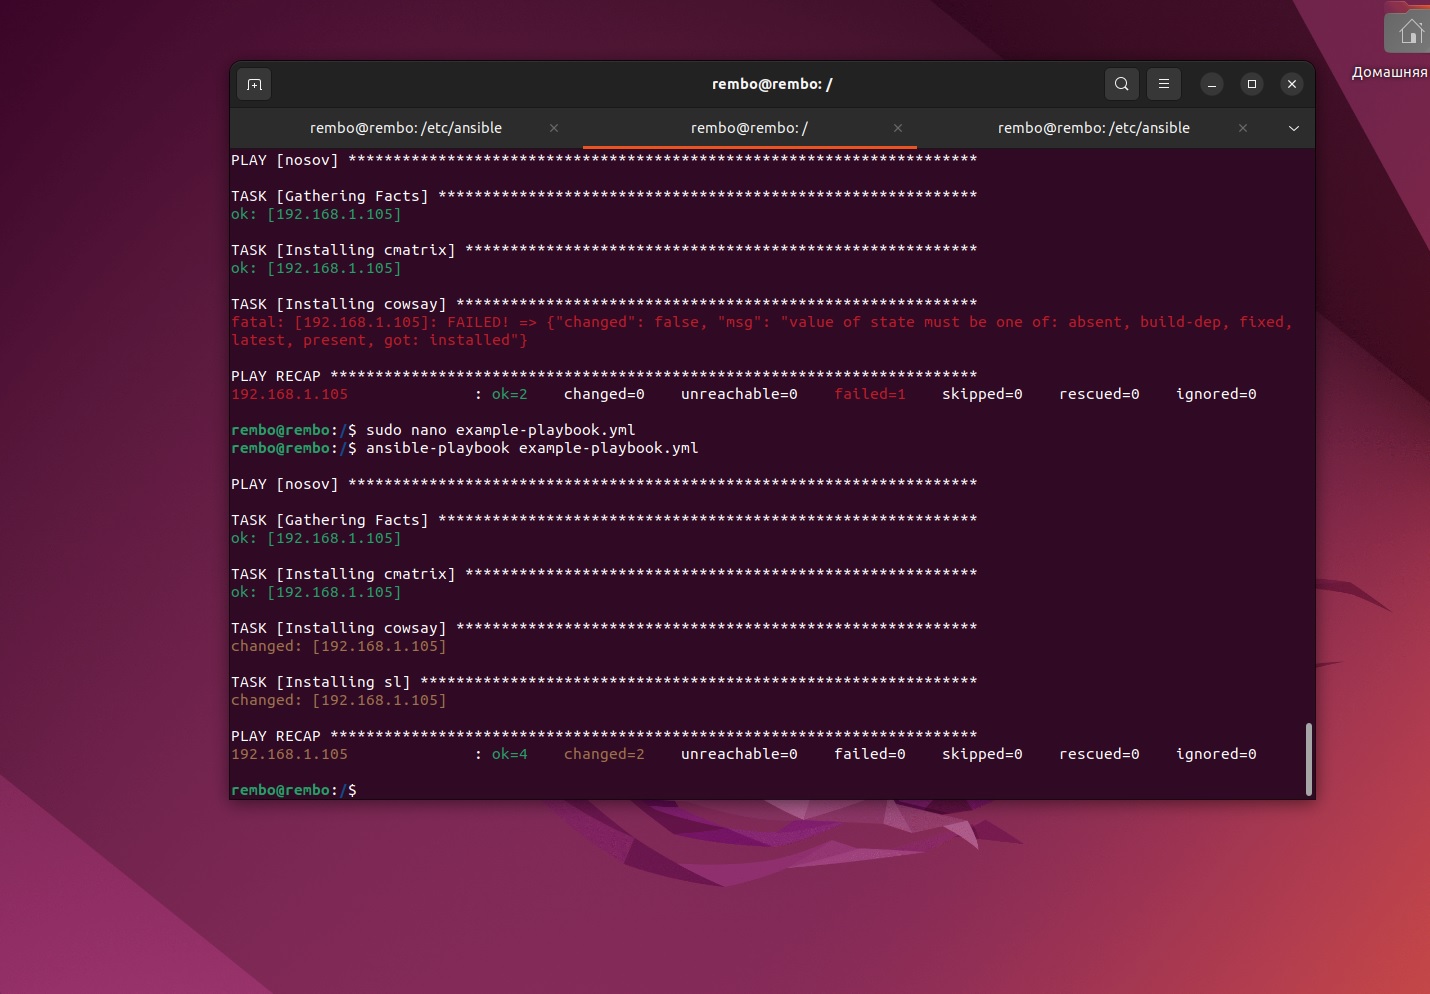 Домашняя
rembo@rembo: /
rembo@rembo: /etc/ansible
rembo@rembo: /
rembo@rembo: /etc/ansible
PLAY [nosov] **********************************************************************
TASK [Gathering Facts] ************************************************************
ok: [192.168.1.105]
TASK [Installing cmatrix] *********************************************************
ok: [192.168.1.105]
TASK [Installing cowsay] **********************************************************
fatal: [192.168.1.105]: FAILED! => {"changed": false, "msg": "value of state must be one of: absent, build-dep, fixed,
latest, present, got: installed"}
PLAY RECAP ************************************************************************
192.168.1.105              : ok=2    changed=0    unreachable=0    failed=1    skipped=0    rescued=0    ignored=0
rembo@rembo:/$ sudo nano example-playbook.yml
rembo@rembo:/$ ansible-playbook example-playbook.yml
PLAY [nosov] **********************************************************************
TASK [Gathering Facts] ************************************************************
ok: [192.168.1.105]
TASK [Installing cmatrix] *********************************************************
ok: [192.168.1.105]
TASK [Installing cowsay] **********************************************************
changed: [192.168.1.105]
TASK [Installing sl] **************************************************************
changed: [192.168.1.105]
PLAY RECAP ************************************************************************
192.168.1.105              : ok=4    changed=2    unreachable=0    failed=0    skipped=0    rescued=0    ignored=0
rembo@rembo:/$